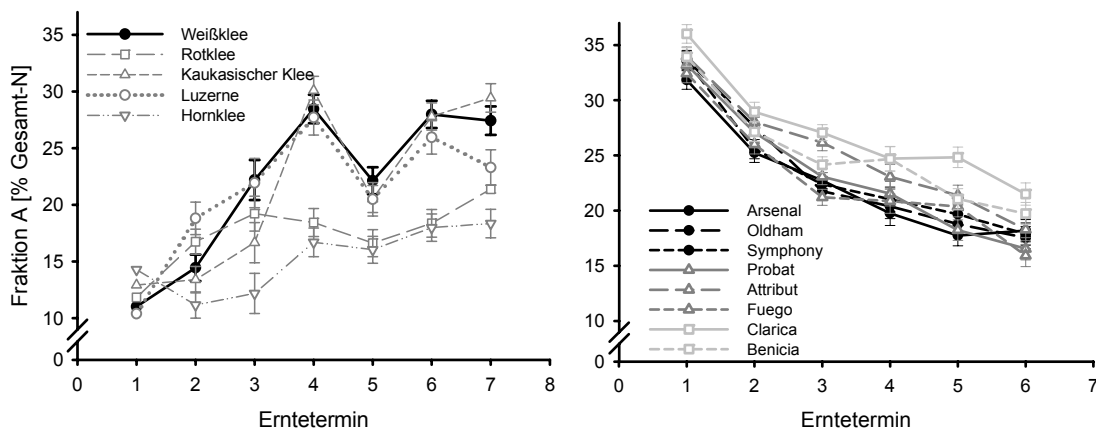 Fraktion A [% Gesamt-N]
35
30
25
20
15
10
0
Weißklee
Rotklee
Kaukasischer Klee
Luzerne
Hornklee
0 1 2 3 4 5 6 7 8
Erntetermin
35
30
25
20
15
10
0
Arsenal
Oldham
Symphony
Probat
Attribut
Fuego
Clarica
Benicia
0 1 2 3 4 5 6 7
Erntetermin